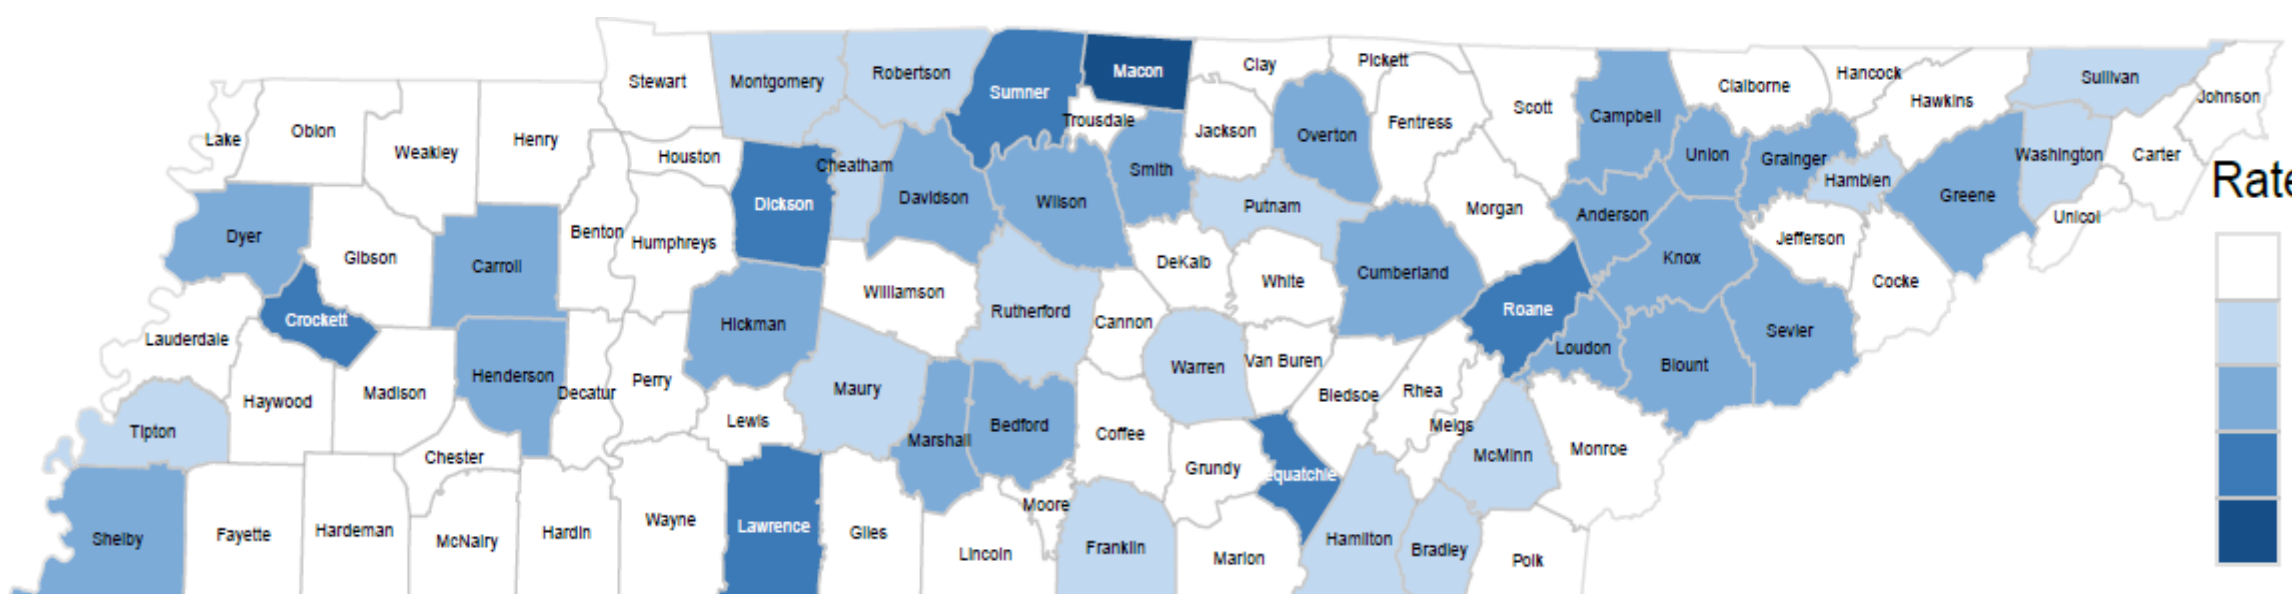 Stewart
Montgomery
Robertson
Sumner
Macon
Clay
Pickett
Scott
Campbell
Claiborne
Hancock
Hawkins
Sullivan
Johnson
Lake
Obion
Weakley
Henry
Houston
Cheatham
Trousdale
Smith
Jackson
Overton
Fentress
Morgan
Union
Grainger
Hamblen
Greene
Washington
Carter
Unicoi
Rate
Dyer
Gibson
Carroll
Benton
Humphreys
Dickson
Davidson
Wilson
Putnam
DeKalb
White
Cumberland
Anderson
Knox
Jefferson
Cocke
Sevier
Lauderdale
Crockett
Haywood
Madison
Henderson
Decatur
Perry
Hickman
Williamson
Rutherford
Cannon
Warren
Van Buren
Bledsoe
Rhea
Roane
Loudon
Blount
Tipton
Chester
Lewis
Maury
Marshall
Bedford
Coffee
Grundy
equatchie
Meigs
McMinn
Monroe
Shelby
Fayette
Hardeman
McNairy
Hardin
Wayne
Lawrence
Giles
Lincoln
Moore
Franklin
Marion
Hamilton
Bradley
Polk